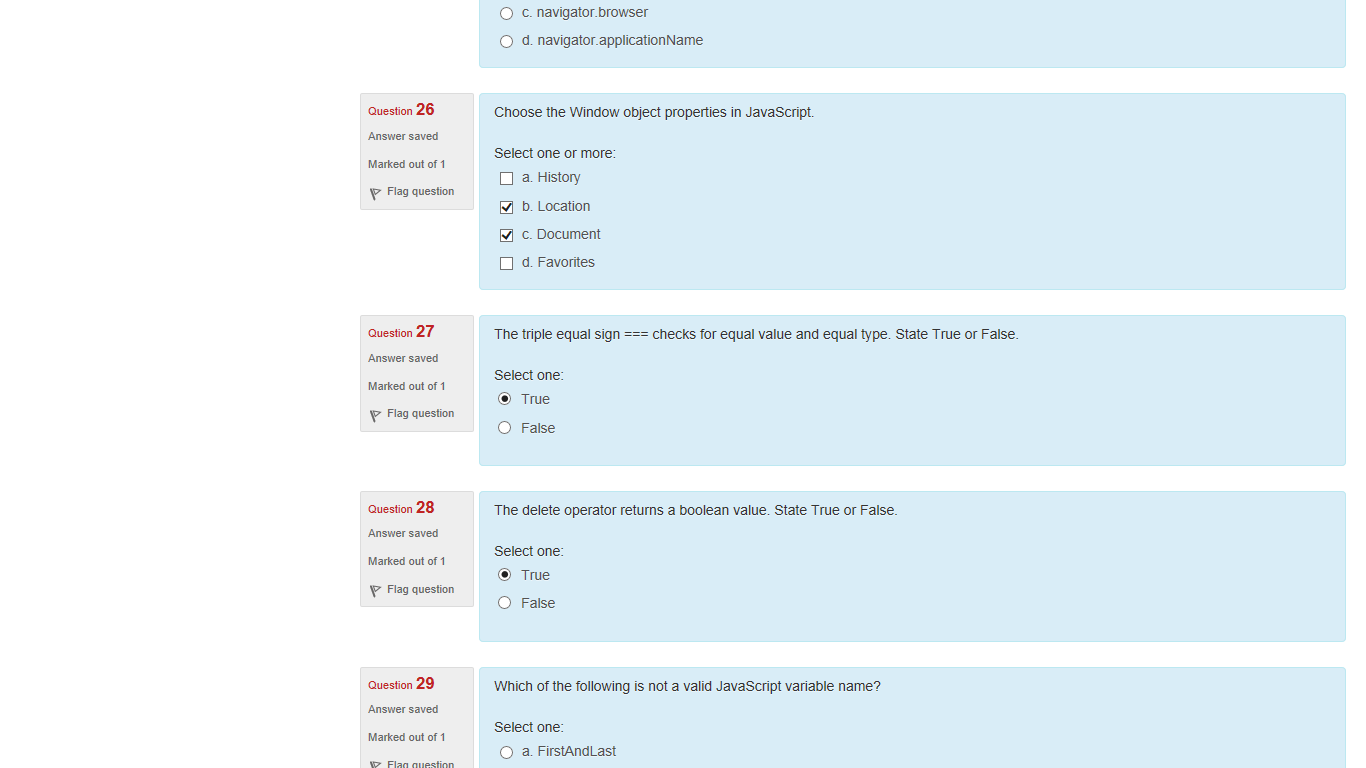 c. navigator.browser
d. navigator.applicationName
Question 26
Answer saved
Marked out of 1
Flag question
Choose the Window object properties in JavaScript.
Select one or more:
a. History
b. Location
c. Document
d. Favorites
Question 27
Answer saved
Marked out of 1
Flag question
The triple equal sign === checks for equal value and equal type. State True or False.
Select one:
True
False
Question 28
Answer saved
Marked out of 1
Flag question
The delete operator returns a boolean value. State True or False.
Select one:
True
False
Question 29
Answer saved
Marked out of 1
Flag question
Which of the following is not a valid JavaScript variable name?
Select one:
a. FirstAndLast